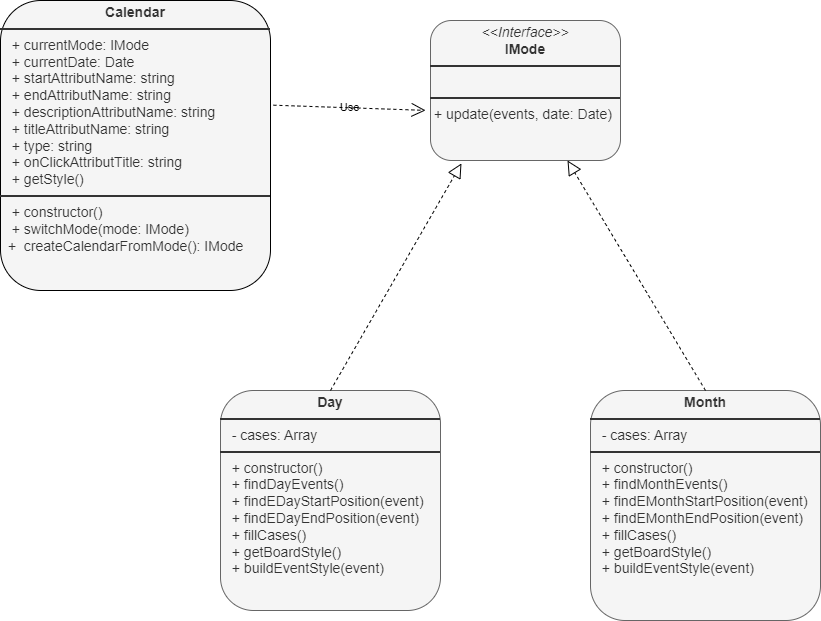 Calendar
+ currentMode: IMode
+ currentDate: Date
+ startAttributName: string
+ endAttributName: string
+ descriptionAttributName: string
+ titleAttributName: string
+ type: string
+ onClickAttributTitle: string
+ getStyle()
+ constructor()
+ switchMode(mode: IMode)
+ createCalendarFromMode(): IMode
Use
<<Interface>>
IMode
+ update(events, date: Date)
Day
- cases: Array
+ constructor()
+ findDayEvents()
+ findEDayStartPosition(event)
+ findEDayEndPosition(event)
+ fillCases()
+ getBoardStyle()
+ buildEventStyle(event)
Month
- cases: Array
+ constructor()
+ findMonthEvents()
+ findEMonthStartPosition(event)
+ findEMonthEndPosition(event)
+ fillCases()
+ getBoardStyle()
+ buildEventStyle(event)